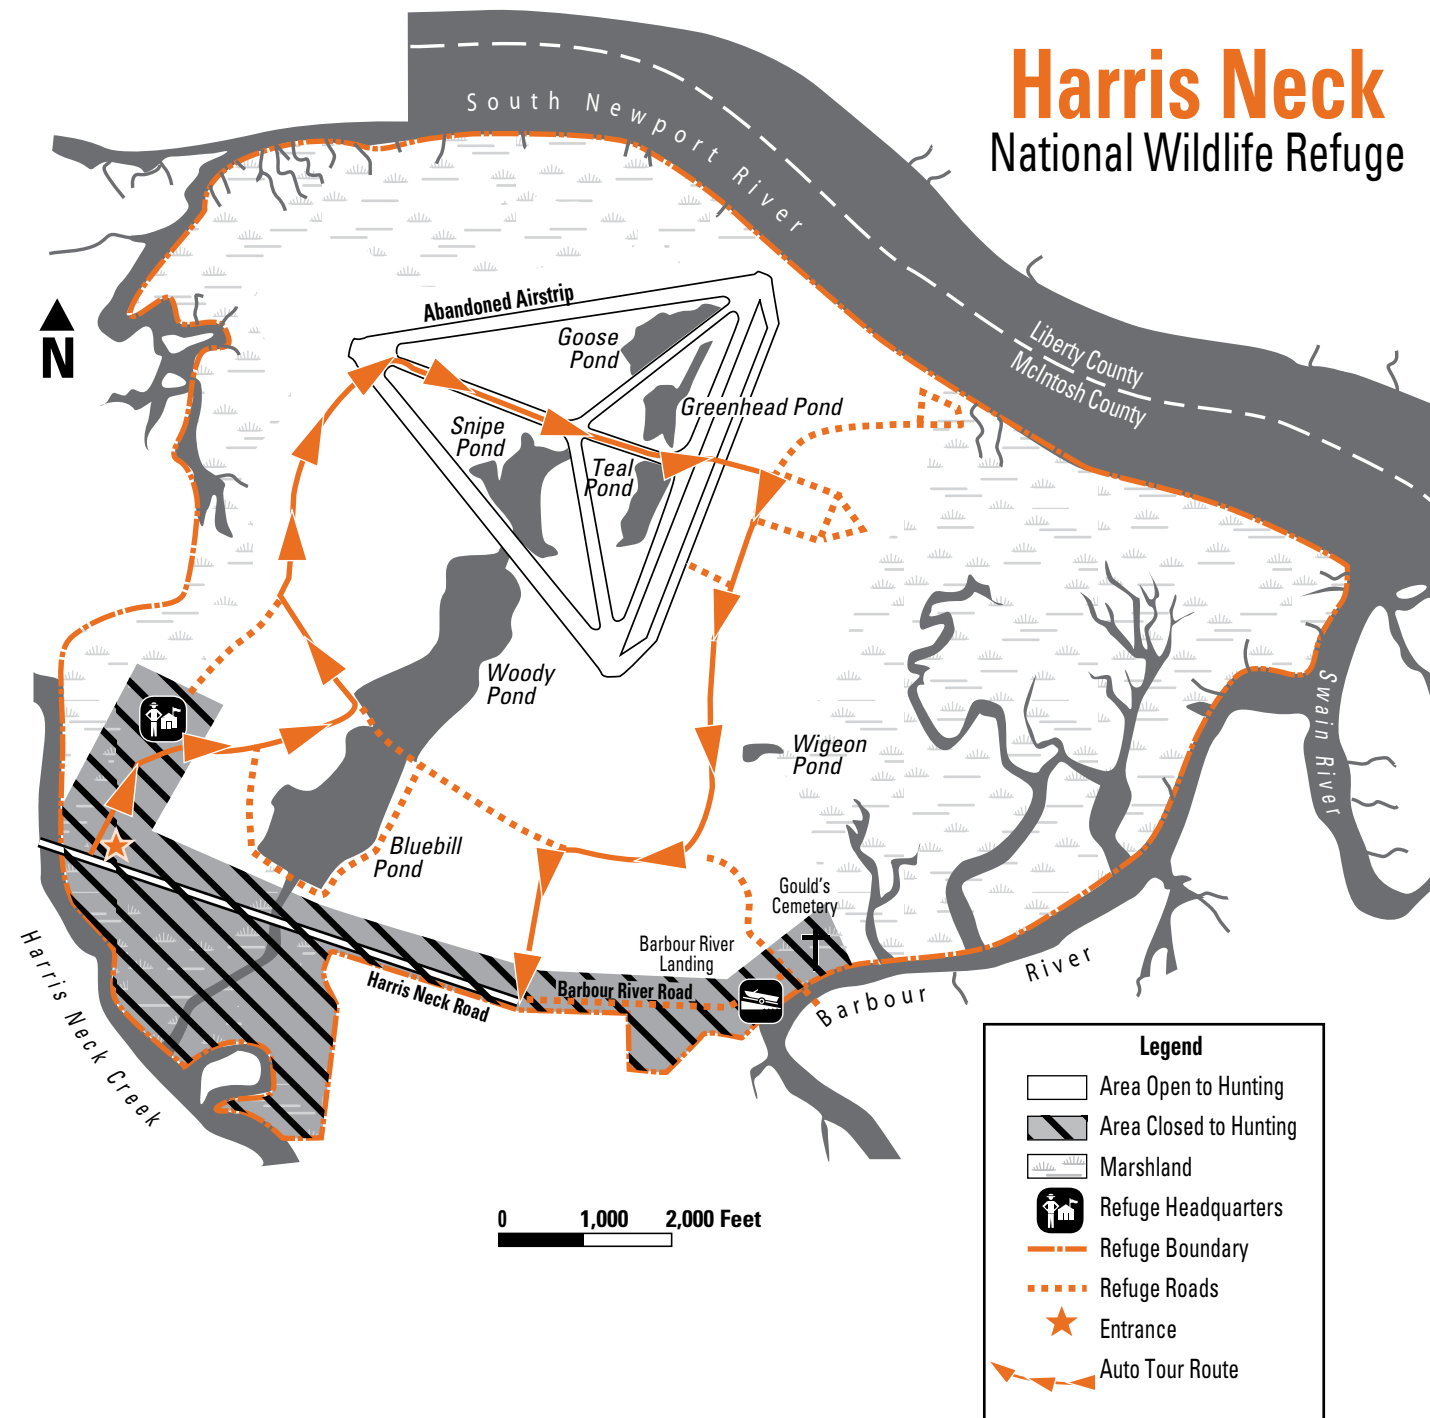 Harris Neck
National Wildlife Refuge
South Newport River
Liberty County
McIntosh County
Abandoned Airstrip
Goose
Pond
Greenhead Pond
Snipe
Pond
Teal
Pond
N
Woody
Pond
Swain River
Wigeon
Pond
Bluebill
Pond
Gould's
Cemetery
Barbour River
Landing
Harris Neck Road
Barbour River Road
Barbour River
Harris Neck Creek
Legend
Area Open to Hunting
Area Closed to Hunting
Marshland
Refuge Headquarters
Refuge Boundary
Refuge Roads
Entrance
Auto Tour Route
0 1,000 2,000 Feet